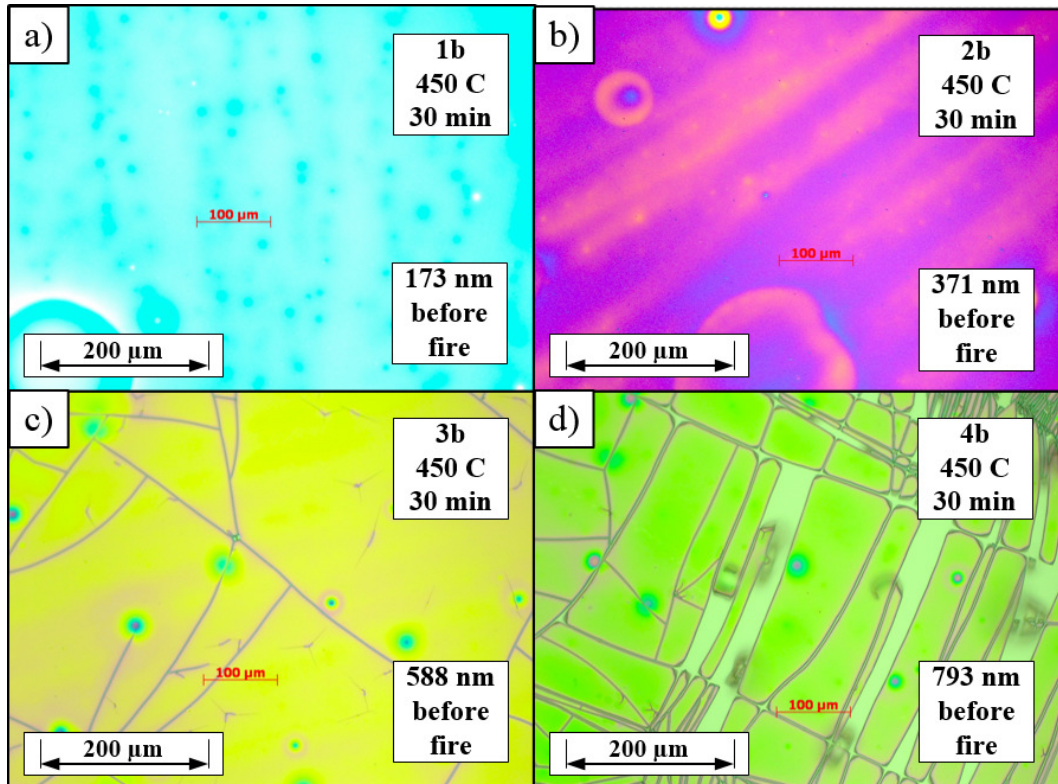 a)
1b
450 C
30 min
100 µm
173 nm
before
fire
200 µm
b)
2b
450 C
30 min
100 µm
371 nm
before
fire
200 µm
c)
3b
450 C
30 min
100 µm
588 nm
before
fire
200 µm
d)
4b
450 C
30 min
100 µm
793 nm
before
fire
200 µm